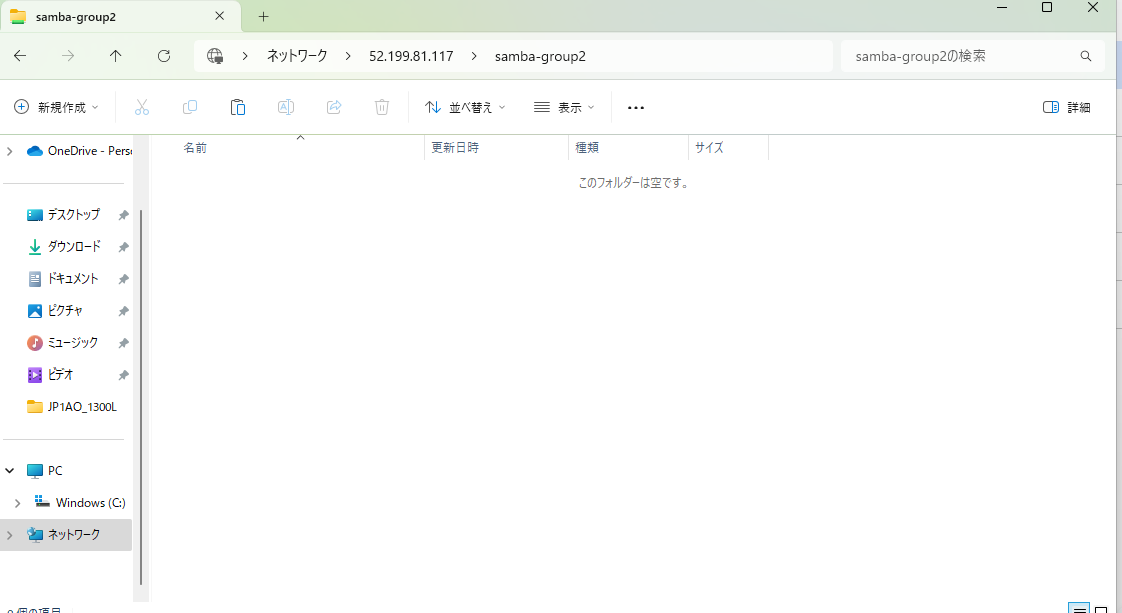 samba-group2
ネットワーク > 52.199.81.117 > samba-group2
samba-group2の検索
新規作成
並べ替え
表示
詳細
名前 更新日時 種類 サイズ
このフォルダーは空です。
OneDrive - Pers
デスクトップ
ダウンロード
ドキュメント
ピクチャ
ミュージック
ビデオ
JP1AO_1300L
PC
Windows (C:)
ネットワーク
個の項目